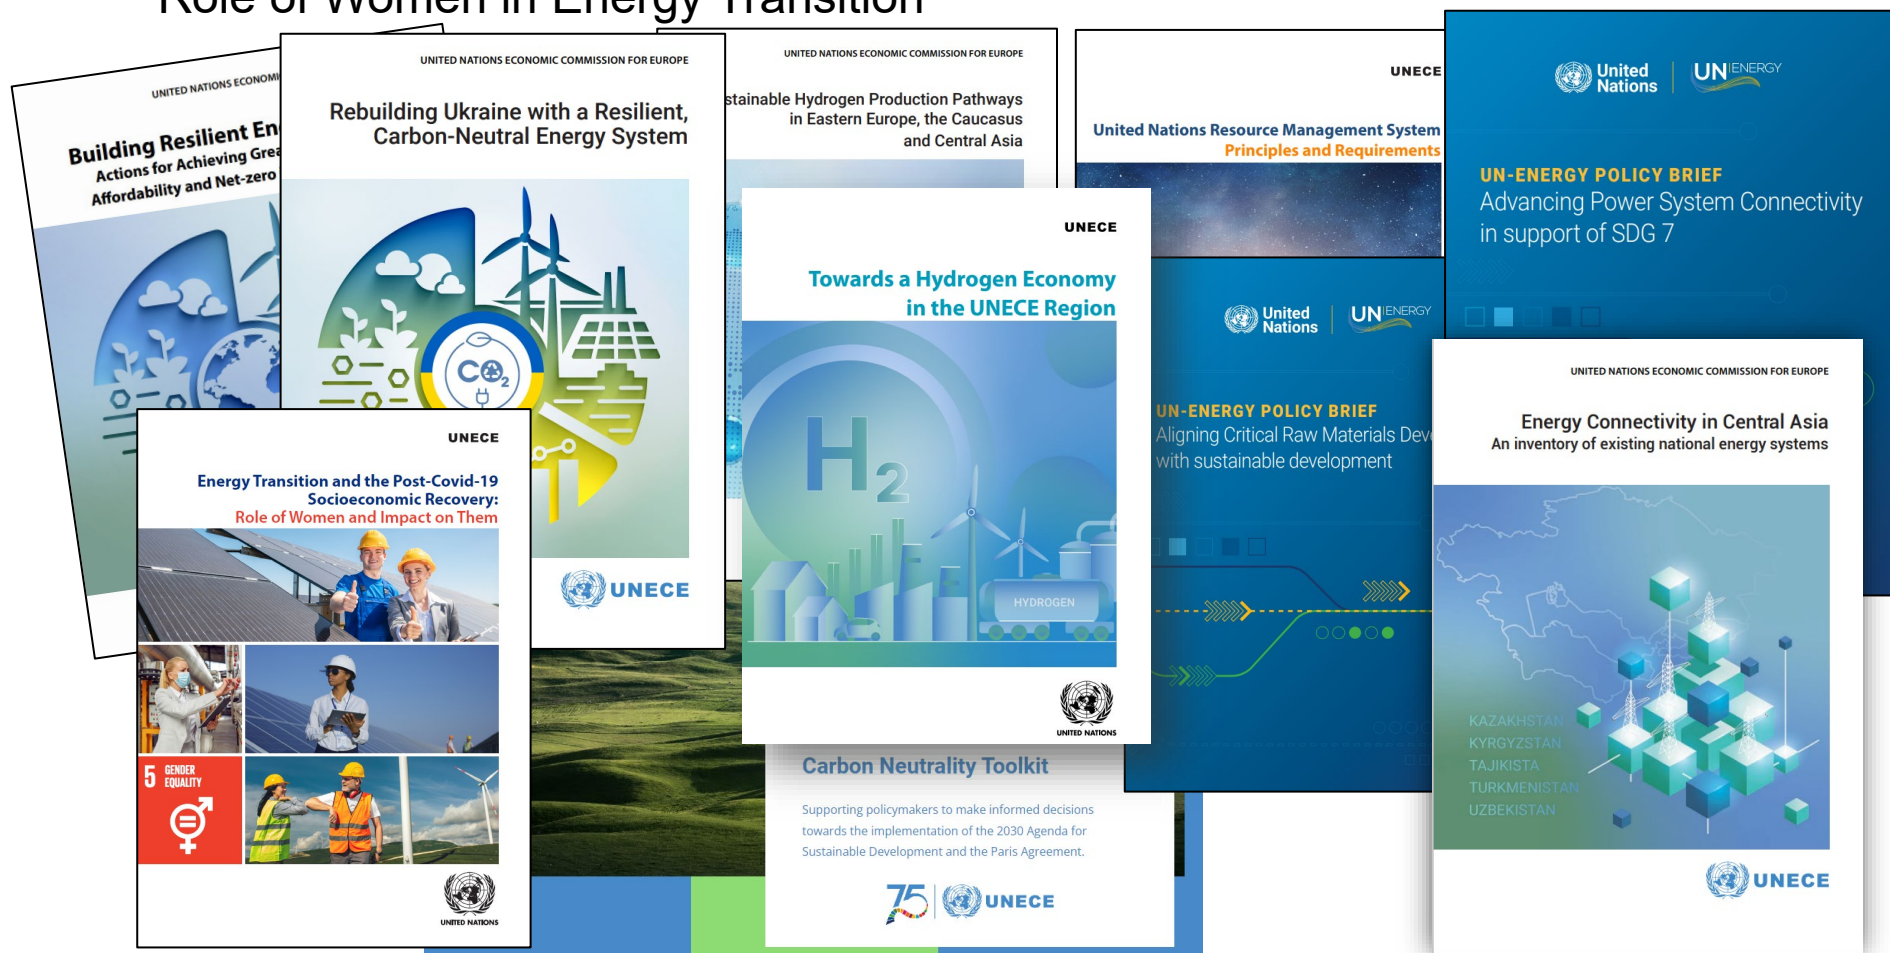 Role of Women in Energy Transition
UNITED NATIONS ECONOMI
Building Resilient En
Actions for Achieving Grea
Affordability and Net-zero
UNITED NATIONS ECONOMIC COMMISSION FOR EUROPE
Rebuilding Ukraine with a Resilient,
Carbon-Neutral Energy System
CO2
UNECE
UNITED NATIONS ECONOMIC COMMISSION FOR EUROPE
stainable Hydrogen Production Pathways
in Eastern Europe, the Caucasus
and Central Asia
UNECE
United Nations Resource Management System
Principles and Requirements
United
Nations
UN ENERGY
UN-ENERGY POLICY BRIEF
Advancing Power System Connectivity
in support of SDG 7
UNECE
Towards a Hydrogen Economy
in the UNECE Region
H2
HYDROGEN
UNITED NATIONS
United
Nations
UN ENERGY
UN-ENERGY POLICY BRIEF
Aligning Critical Raw Materials Dev
with sustainable development
UNITED NATIONS ECONOMIC COMMISSION FOR EUROPE
Energy Connectivity in Central Asia
An inventory of existing national energy systems
KAZAKHSTAN
KYRGYZSTAN
TAJIKISTA
TURKMENISTAN
UZBEKISTAN
UNECE
UNECE
Energy Transition and the Post-Covid-19
Socioeconomic Recovery:
Role of Women and Impact on Them
5 GENDER
EQUALITY
UNITED NATIONS
Carbon Neutrality Toolkit
Supporting policymakers to make informed decisions
towards the implementation of the 2030 Agenda for
Sustainable Development and the Paris Agreement.
75 UNECE